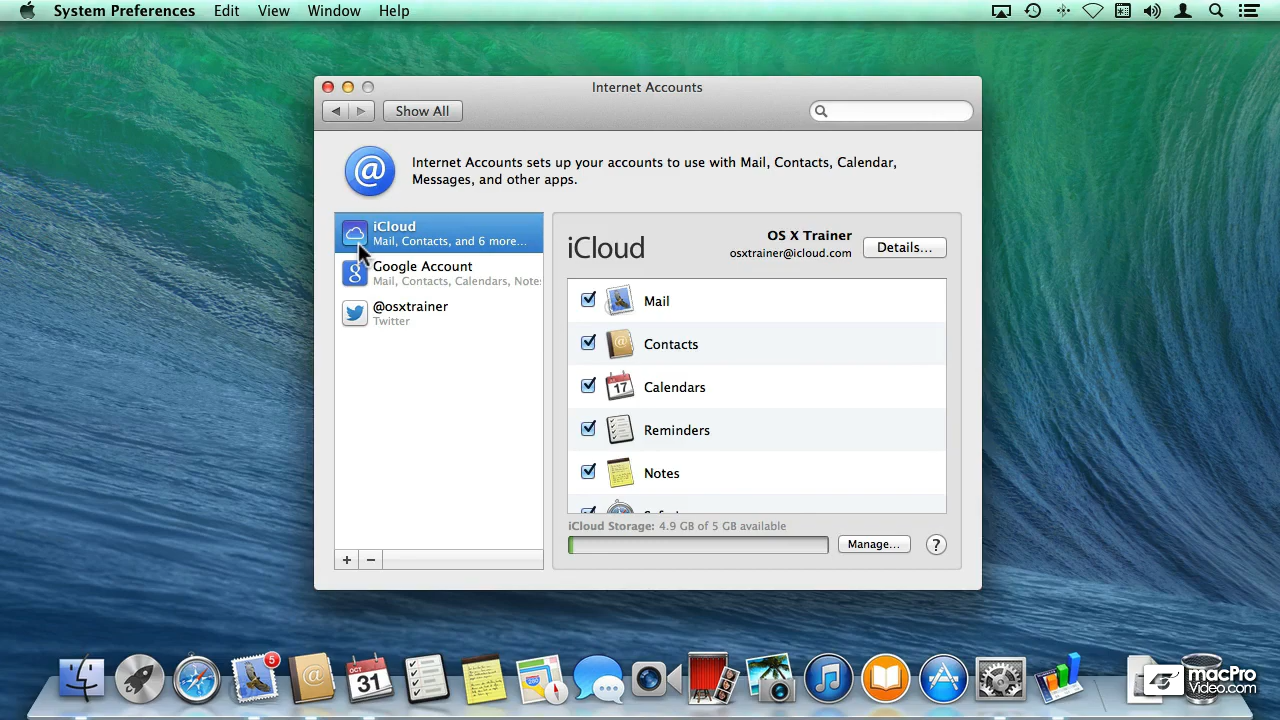 System Preferences Edit View Window Help
Internet Accounts
Show All
Internet Accounts sets up your accounts to use with Mail, Contacts, Calendar,
Messages, and other apps.
iCloud
Mail, Contacts, and 6 more...
Google Account
Mail, Contacts, Calendars, Note
@osxtrainer
Twitter
iCloud
OS X Trainer
osxtrainer@icloud.com
Details...
Mail
Contacts
17
Calendars
Reminders
Notes
iCloud Storage: 4.9 GB of 5 GB available
Manage...
?
+ −
5
OCT
31
macPro
Video.com